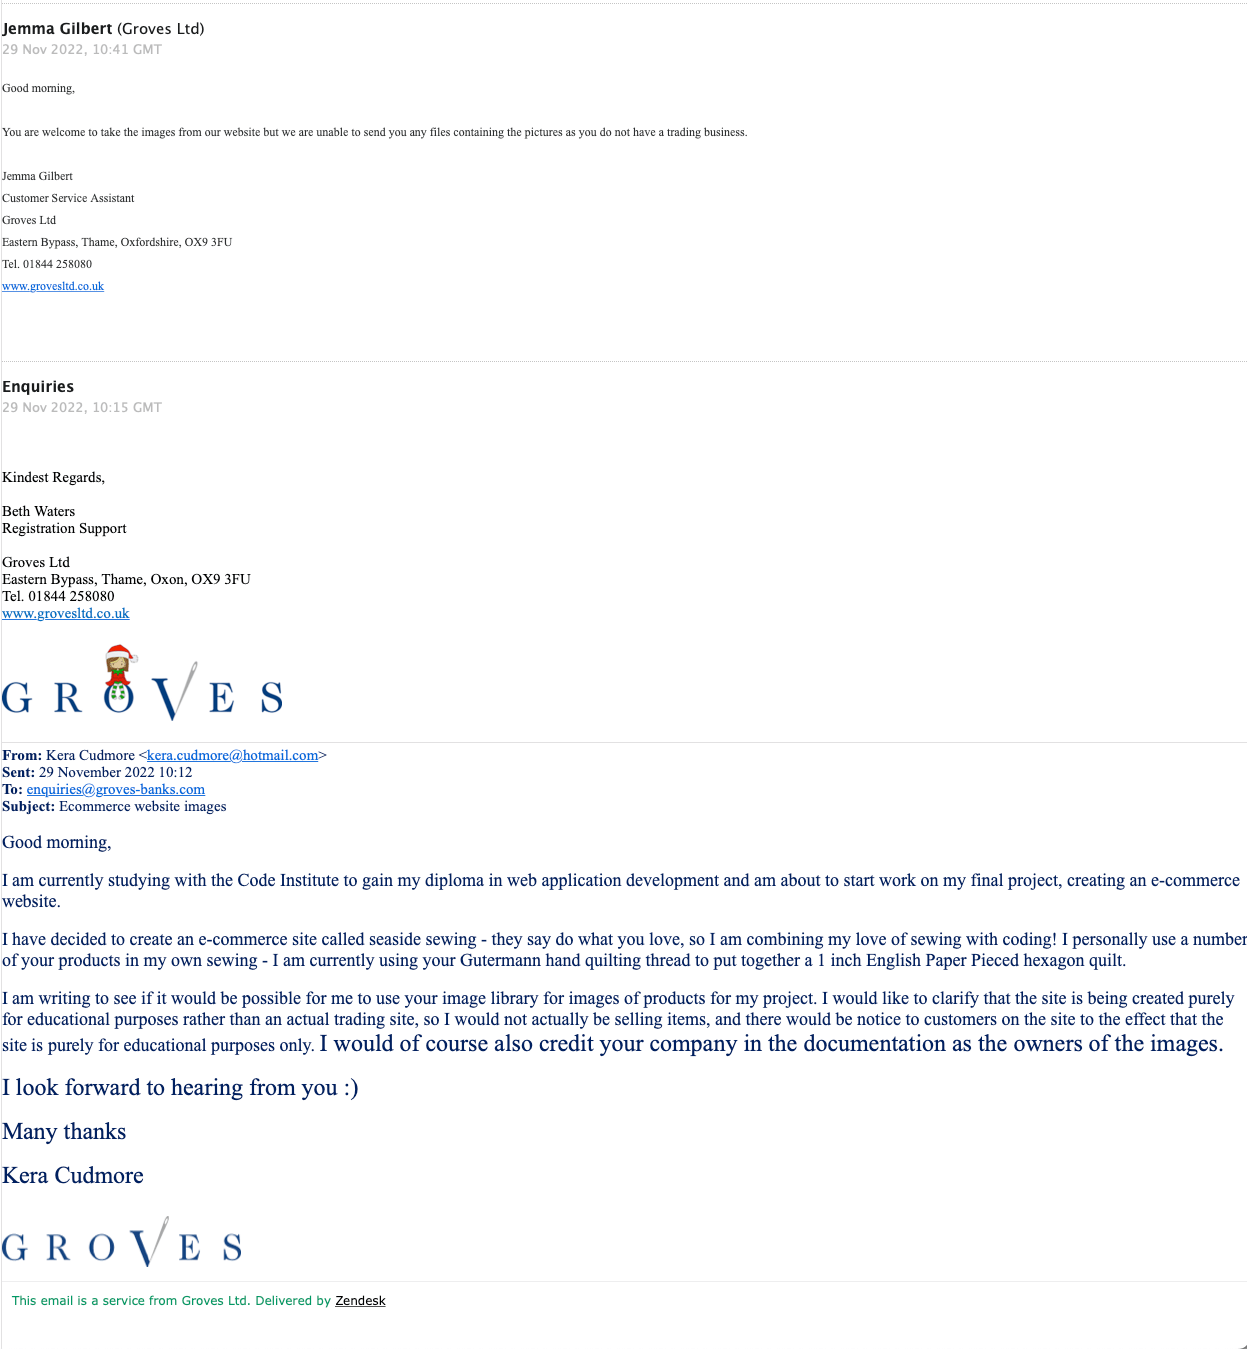 Jemma Gilbert (Groves Ltd)
29 Nov 2022, 10:41 GMT
Good morning,
You are welcome to take the images from our website but we are unable to send you any files containing the pictures as you do not have a trading business.
Jemma Gilbert
Customer Service Assistant
Groves Ltd
Eastern Bypass, Thame, Oxfordshire, OX9 3FU
Tel. 01844 258080
www.grovesltd.co.uk
Enquiries
29 Nov 2022, 10:15 GMT
Kindest Regards,
Beth Waters
Registration Support
Groves Ltd
Eastern Bypass, Thame, Oxon, OX9 3FU
Tel. 01844 258080
www.grovesltd.co.uk
GROVES
From: Kera Cudmore <kera.cudmore@hotmail.com>
Sent: 29 November 2022 10:12
To: enquiries@groves-banks.com
Subject: Ecommerce website images
Good morning,
I am currently studying with the Code Institute to gain my diploma in web application development and am about to start work on my final project, creating an e-commerce
website.
I have decided to create an e-commerce site called seaside sewing - they say do what you love, so I am combining my love of sewing with coding! I personally use a number
of your products in my own sewing - I am currently using your Gutermann hand quilting thread to put together a 1 inch English Paper Pieced hexagon quilt.
I am writing to see if it would be possible for me to use your image library for images of products for my project. I would like to clarify that the site is being created purely
for educational purposes rather than an actual trading site, so I would not actually be selling items, and there would be notice to customers on the site to the effect that the
site is purely for educational purposes only. I would of course also credit your company in the documentation as the owners of the images.
I look forward to hearing from you :)
Many thanks
Kera Cudmore
GROVES
This email is a service from Groves Ltd. Delivered by Zendesk